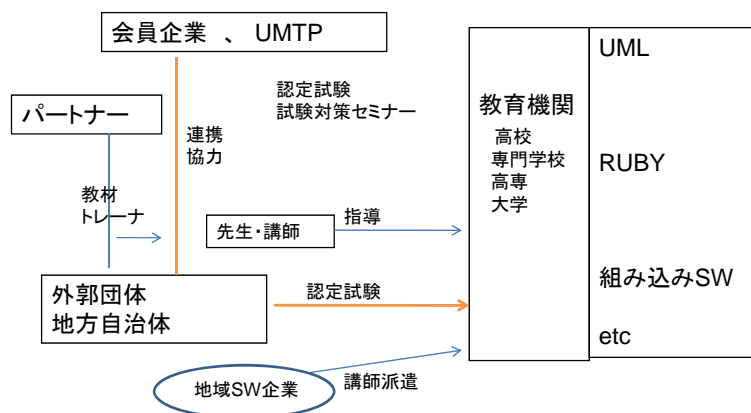 会員企業 、 UMTP
パートナー
認定試験
試験対策セミナー
連携
協力
教材
トレーナ
先生・講師
指導
外郭団体
地方自治体
認定試験
地域SW企業
講師派遣
教育機関
高校
専門学校
高専
大学
UML
RUBY
組み込みSW
etc